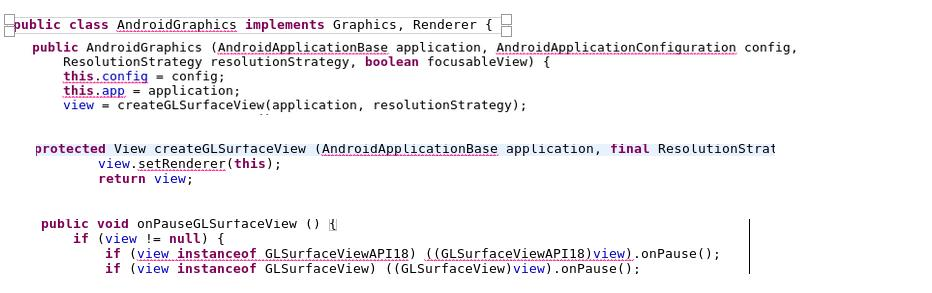 public class AndroidGraphics implements Graphics, Renderer {
public AndroidGraphics (AndroidApplicationBase application, AndroidApplicationConfiguration config,
ResolutionStrategy resolutionStrategy, boolean focusableView) {
this.config = config;
this.app = application;
view = createGLSurfaceView(application, resolutionStrategy);
protected View createGLSurfaceView (AndroidApplicationBase application, final ResolutionStrat
view.setRenderer(this);
return view;
public void onPauseGLSurfaceView () {
if (view != null) {
if (view instanceof GLSurfaceViewAPI18) ((GLSurfaceViewAPI18)view).onPause();
if (view instanceof GLSurfaceView) ((GLSurfaceView)view).onPause();